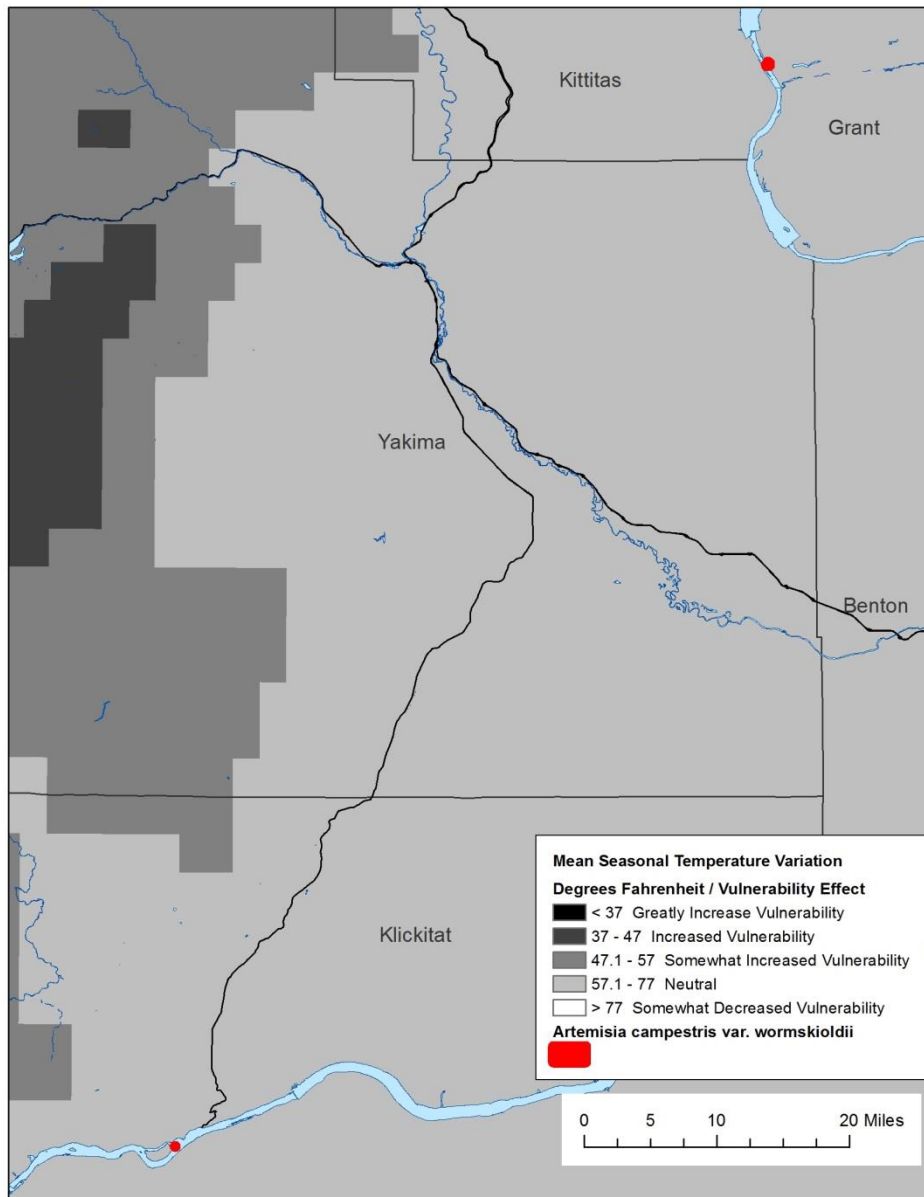 Kittitas
Grant
Yakima
Benton
Klickitat
Mean Seasonal Temperature Variation
Degrees Fahrenheit / Vulnerability Effect
< 37 Greatly Increase Vulnerability
37 - 47 Increased Vulnerability
47.1 - 57 Somewhat Increased Vulnerability
57.1 - 77 Neutral
> 77 Somewhat Decreased Vulnerability
Artemisia campestris var. wormskioldii
0 5 10 20 Miles